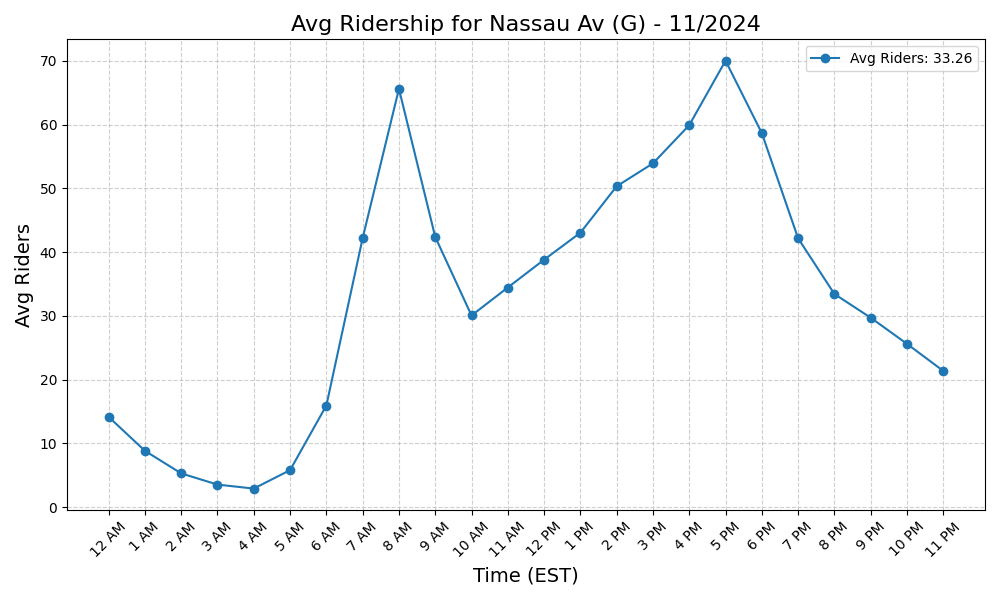 Avg Ridership for Nassau Av (G) - 11/2024
Avg Riders: 33.26
Avg Riders
70
60
50
40
30
20
10
0
12 AM
1 AM
2 AM
3 AM
4 AM
5 AM
6 AM
7 AM
8 AM
9 AM
10 AM
11 AM
12 PM
1 PM
2 PM
3 PM
4 PM
5 PM
6 PM
7 PM
8 PM
9 PM
10 PM
11 PM
Time (EST)